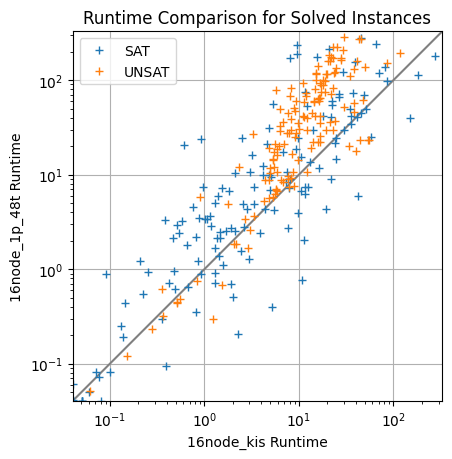 Runtime Comparison for Solved Instances
SAT
UNSAT
16node_1p_48t Runtime
10²
10¹
10⁰
10⁻¹
10⁻¹
10⁰
10¹
10²
16node_kis Runtime